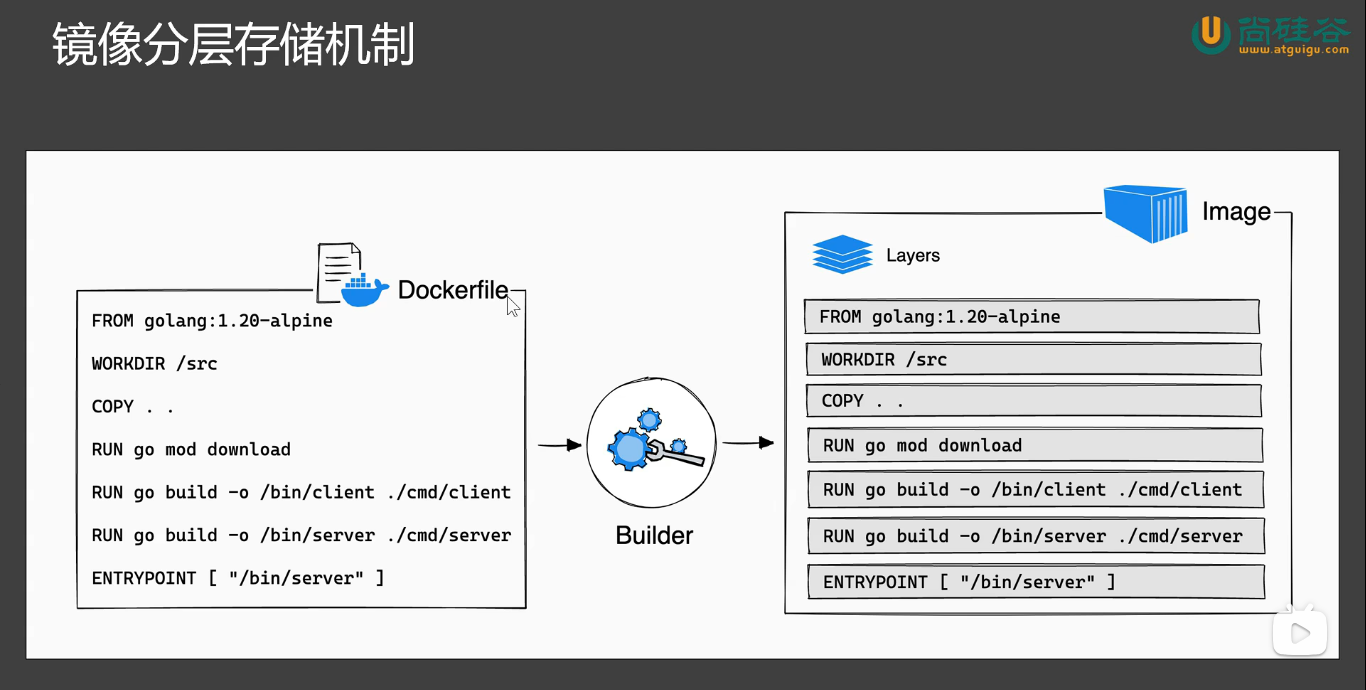 镜像分层存储机制
尚硅谷
www.atguigu.com
Dockerfile
FROM golang:1.20-alpine
WORKDIR /src
COPY . .
RUN go mod download
RUN go build -o /bin/client ./cmd/client
RUN go build -o /bin/server ./cmd/server
ENTRYPOINT [ "/bin/server" ]
Builder
Image
Layers
FROM golang:1.20-alpine
WORKDIR /src
COPY . .
RUN go mod download
RUN go build -o /bin/client ./cmd/client
RUN go build -o /bin/server ./cmd/server
ENTRYPOINT [ "/bin/server" ]